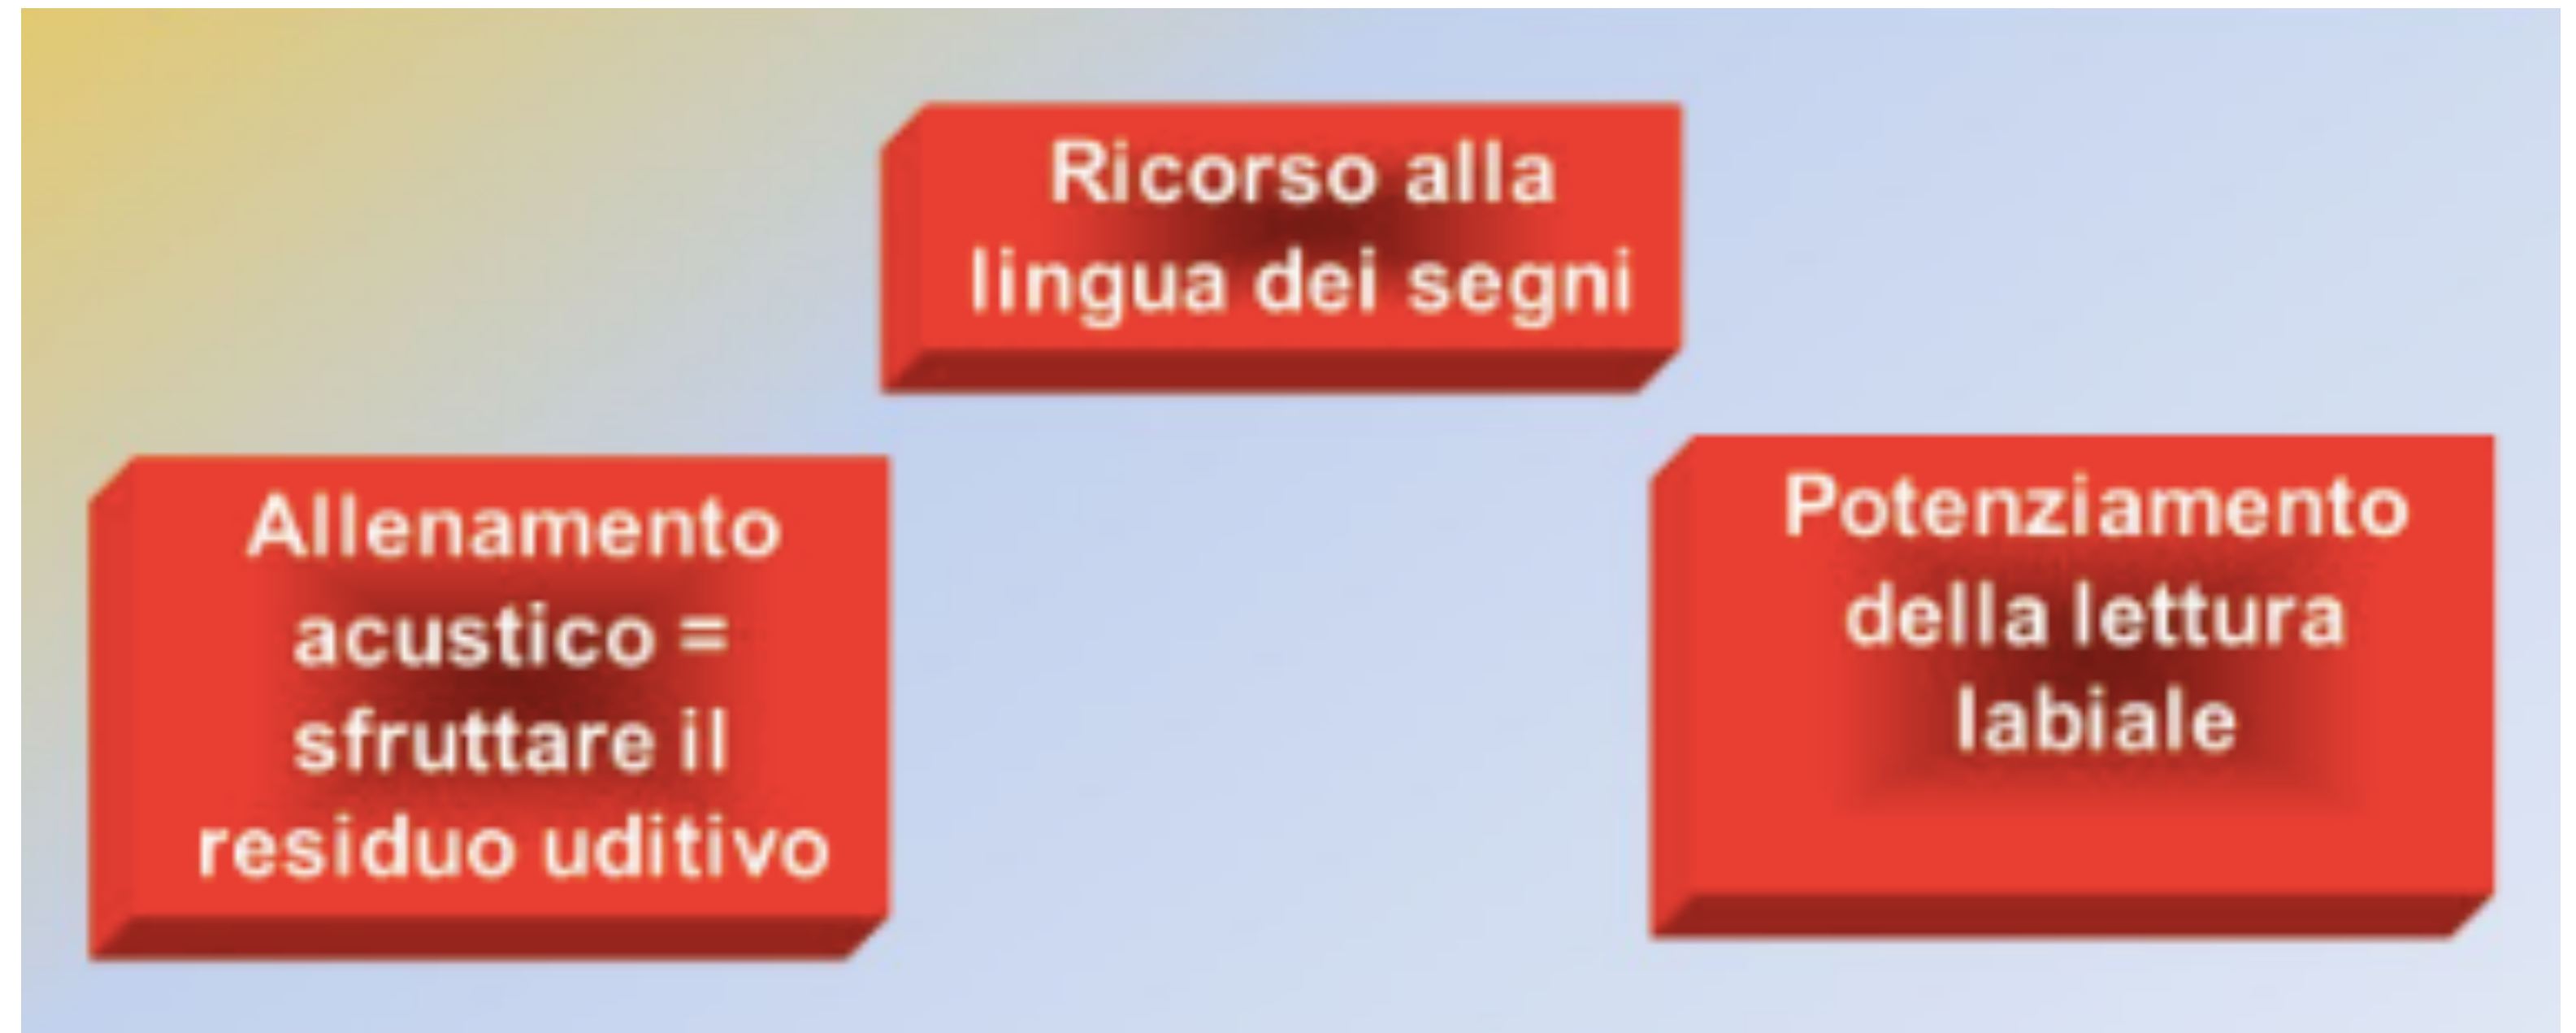 Ricorso alla
lingua dei segni
Allenamento
acustico =
sfruttare il
residuo uditivo
Potenziamento
della lettura
labiale